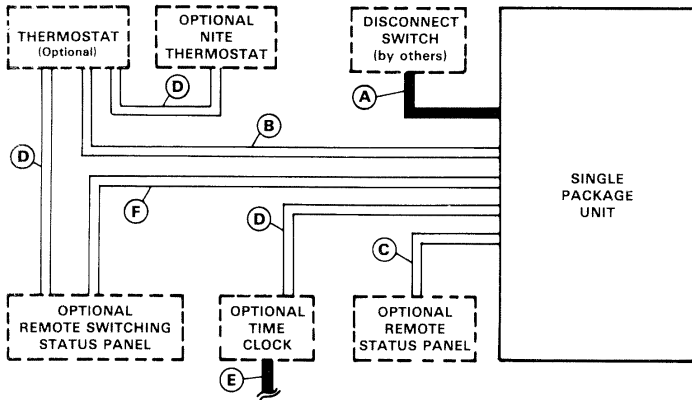 THERMOSTAT
(Optional)
OPTIONAL
NITE
THERMOSTAT
DISCONNECT
SWITCH
(by others)
A
D
B
D
F
D
C
SINGLE
PACKAGE
UNIT
OPTIONAL
REMOTE SWITCHING
STATUS PANEL
OPTIONAL
TIME
CLOCK
OPTIONAL
REMOTE
STATUS PANEL
E